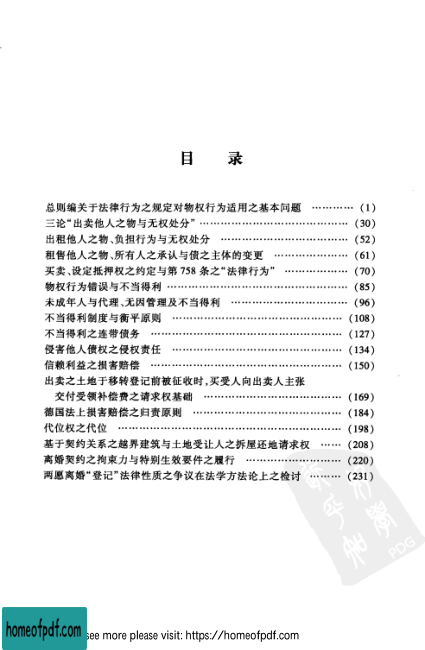 目 录
总则编关于法律行为之规定对物权行为适用之基本问题 ………… (1)
三论“出卖他人之物与无权处分” ………………………………… (30)
出租他人之物、负担行为与无权处分 …………………………… (52)
租售他人之物、所有人之承认与债之主体的变更 ……………… (61)
买卖、设定抵押权之约定与第 758 条之“法律行为” …………… (70)
物权行为错误与不当得利 ………………………………………… (85)
未成年人与代理、无因管理及不当得利 ………………………… (96)
不当得利制度与衡平原则 ……………………………………… (108)
不当得利之连带债务 …………………………………………… (127)
侵害他人债权之侵权责任 ……………………………………… (134)
信赖利益之损害赔偿 …………………………………………… (150)
出卖之土地于移转登记前被征收时,买受人向出卖人主张
交付受领补偿费之请求权基础 ……………………………… (169)
德国法上损害赔偿之归责原则 ………………………………… (184)
代位权之代位 …………………………………………………… (198)
基于契约关系之越界建筑与土地受让人之拆屋还地请求权 …… (208)
离婚契约之拘束力与特别生效要件之履行 …………………… (220)
两愿离婚“登记”法律性质之争议在法学方法论上之检讨 ……… (231)
PDG
homeofpdf.com
see more please visit: https://homeofpdf.com